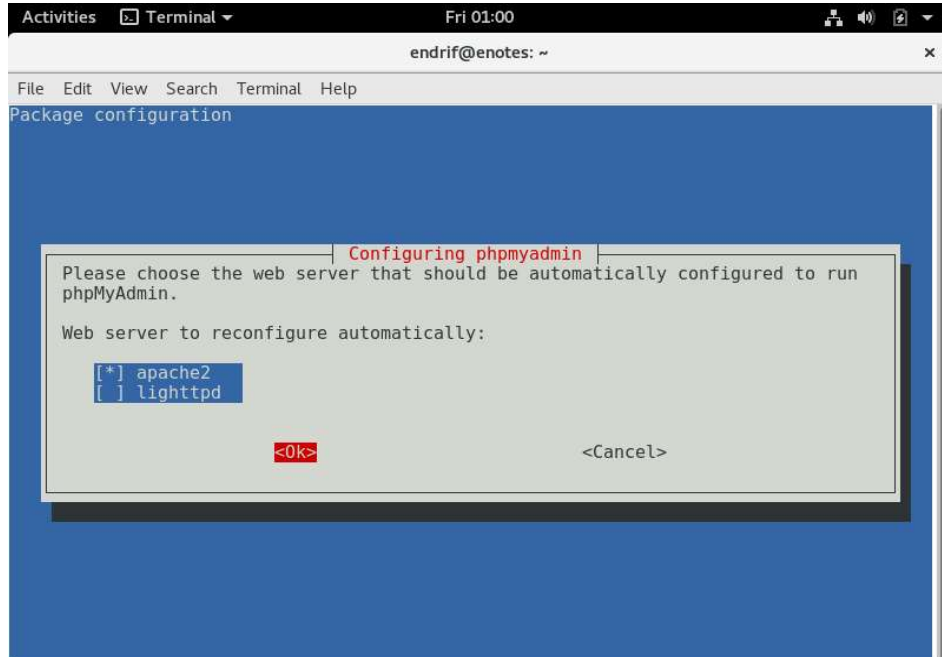 Activities Terminal Fri 01:00
endrif@enotes: ~ ×
File Edit View Search Terminal Help
Package configuration
Configuring phpmyadmin
Please choose the web server that should be automatically configured to run
phpMyAdmin.
Web server to reconfigure automatically:
[*] apache2
[ ] lighttpd
<Ok> <Cancel>